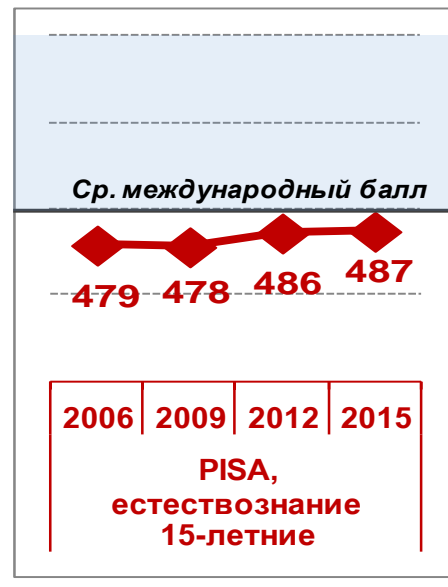 Ср. международный балл
479 478 486 487
2006 2009 2012 2015
PISA,
естествознание
15-летние